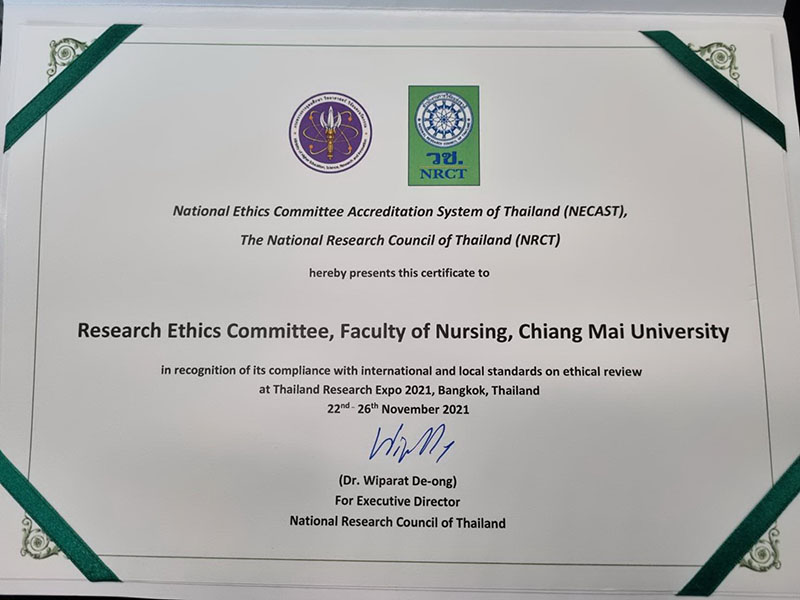 วช.
NRCT
National Ethics Committee Accreditation System of Thailand (NECAST),
The National Research Council of Thailand (NRCT)
hereby presents this certificate to
Research Ethics Committee, Faculty of Nursing, Chiang Mai University
in recognition of its compliance with international and local standards on ethical review
at Thailand Research Expo 2021, Bangkok, Thailand
22nd - 26th November 2021
(Dr. Wiparat De-ong)
For Executive Director
National Research Council of Thailand